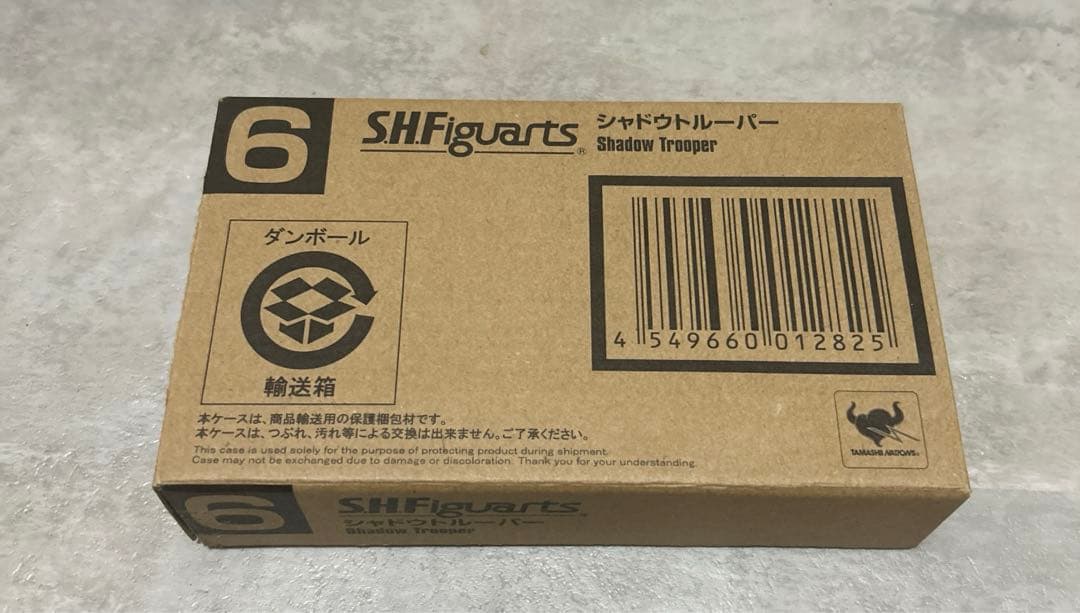 6
S.H.Figuarts®
シャドウトルーパー
Shadow Trooper
ダンボール
輸送箱
4 549660 012825
本ケースは、商品輸送用の保護梱包材です。
本ケースは、つぶれ、汚れ等による交換は出来ません。ご了承ください。
This case is used solely for the purpose of protecting product during shipment.
Case may not be exchanged due to damage or discoloration. Thank you for your understanding.
TAMASHII NATIONS®
6
S.H.Figuarts®
シャドウトルーパー
Shadow Trooper